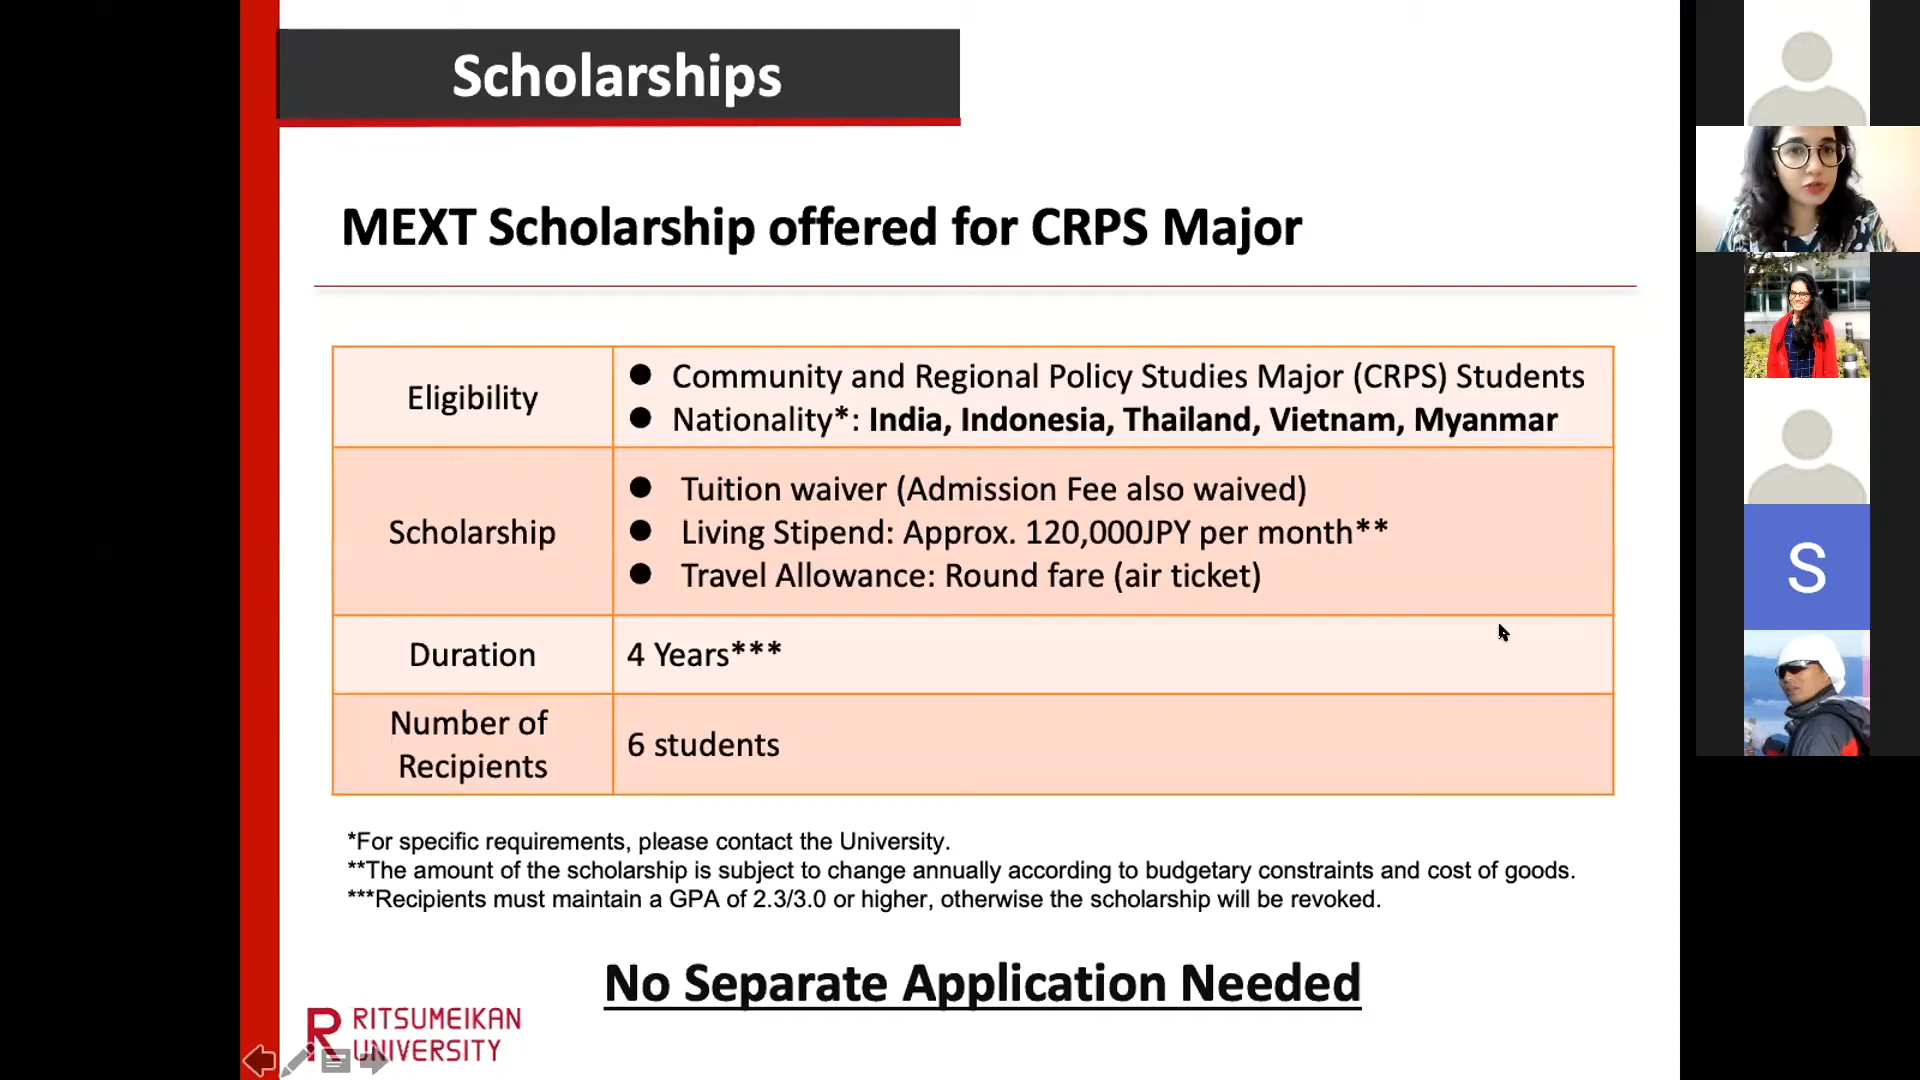 Scholarships
MEXT Scholarship offered for CRPS Major
Eligibility
● Community and Regional Policy Studies Major (CRPS) Students
● Nationality*: India, Indonesia, Thailand, Vietnam, Myanmar
Scholarship
● Tuition waiver (Admission Fee also waived)
● Living Stipend: Approx. 120,000JPY per month**
● Travel Allowance: Round fare (air ticket)
Duration
4 Years***
Number of
Recipients
6 students
*For specific requirements, please contact the University.
**The amount of the scholarship is subject to change annually according to budgetary constraints and cost of goods.
***Recipients must maintain a GPA of 2.3/3.0 or higher, otherwise the scholarship will be revoked.
No Separate Application Needed
R RITSUMEIKAN
UNIVERSITY
S